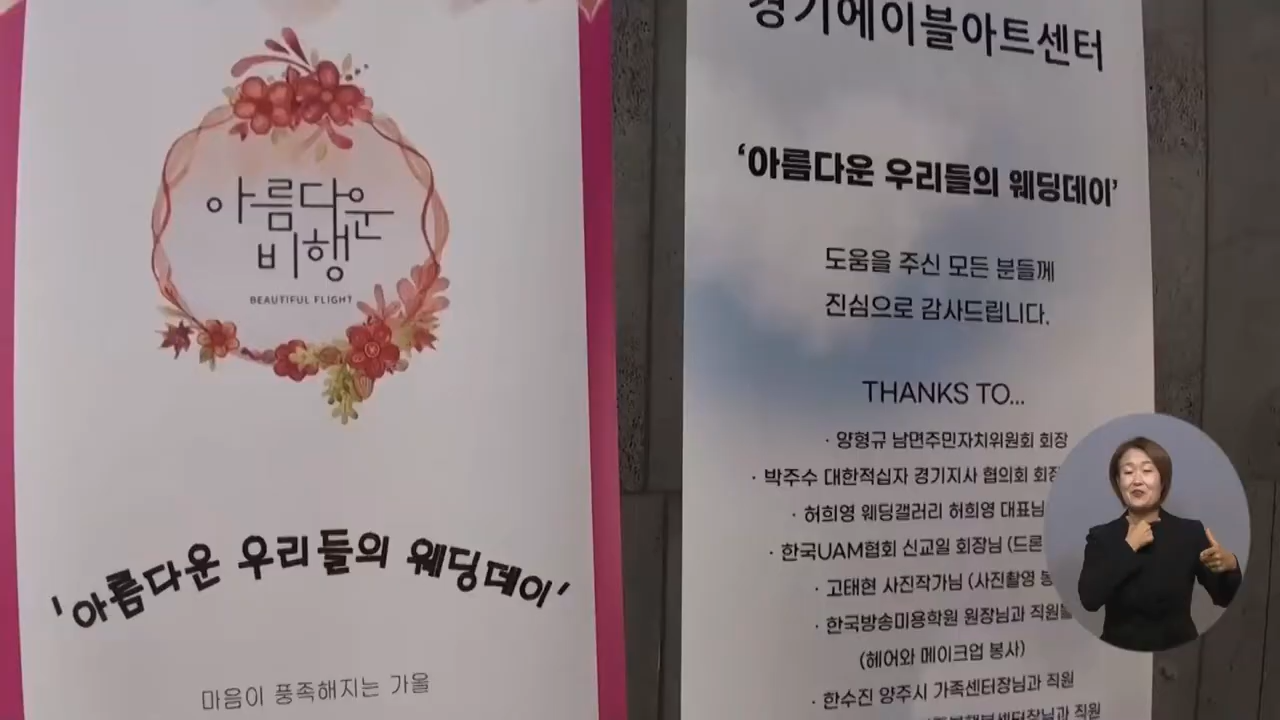 아름다운
비행
BEAUTIFUL FLIGHT
'아름다운 우리들의 웨딩데이'
마음이 풍족해지는 가을
경기에이블아트센터
‘아름다운 우리들의 웨딩데이’
도움을 주신 모든 분들께
진심으로 감사드립니다.
THANKS TO...
· 양형규 남면주민자치위원회 회장
· 박주수 대한적십자 경기지사 협의회 회장
· 허희영 웨딩갤러리 허희영 대표님
· 한국UAM협회 신교일 회장님 (드론
· 고태현 사진작가님 (사진촬영 봉
· 한국방송미용학원 원장님과 직원들
(헤어와 메이크업 봉사)
· 한수진 양주시 가족센터장님과 직원